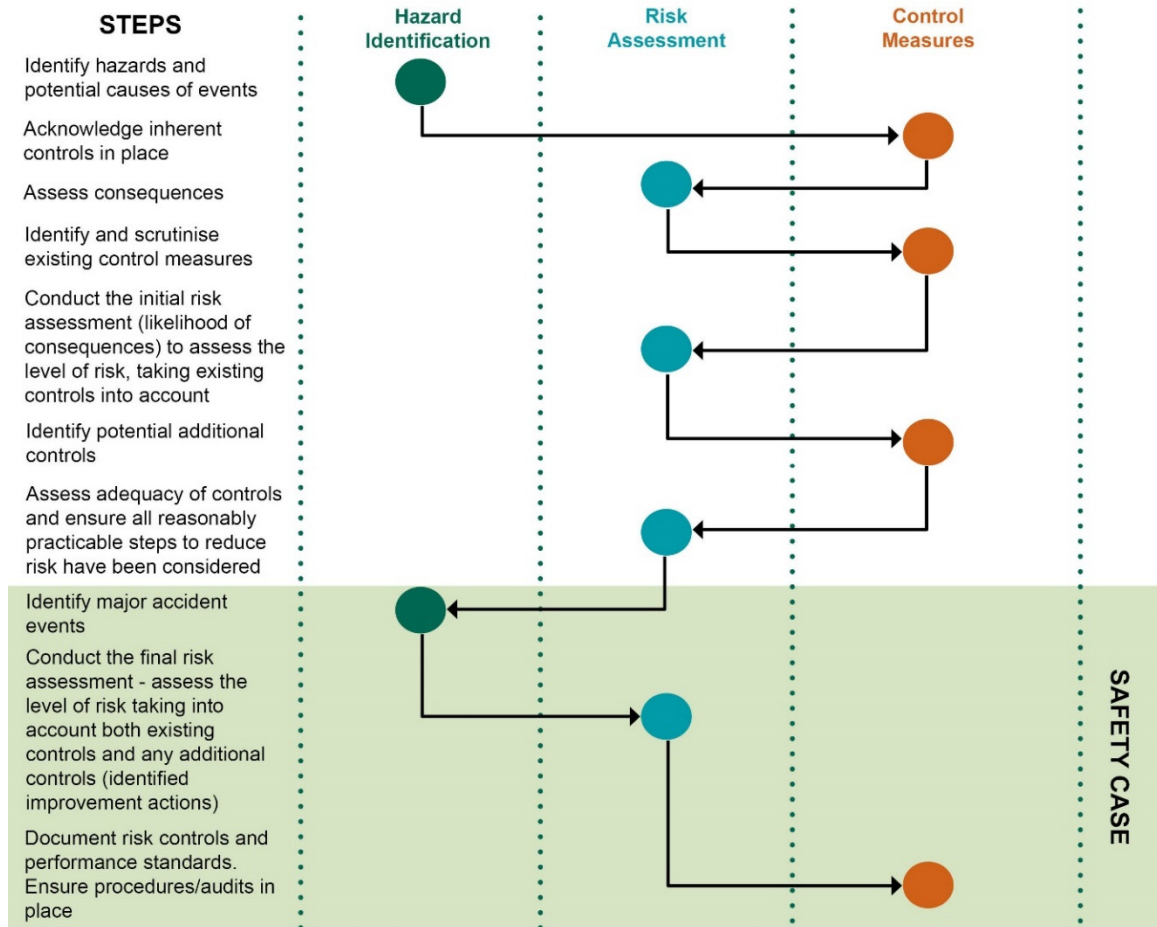 STEPS
Hazard
Identification
Risk
Assessment
Control
Measures
Identify hazards and
potential causes of events
Acknowledge inherent
controls in place
Assess consequences
Identify and scrutinise
existing control measures
Conduct the initial risk
assessment (likelihood of
consequences) to assess the
level of risk, taking existing
controls into account
Identify potential additional
controls
Assess adequacy of controls
and ensure all reasonably
practicable steps to reduce
risk have been considered
Identify major accident
events
Conduct the final risk
assessment - assess the
level of risk taking into
account both existing
controls and any additional
controls (identified
improvement actions)
Document risk controls and
performance standards.
Ensure procedures/audits in
place
SAFETY CASE